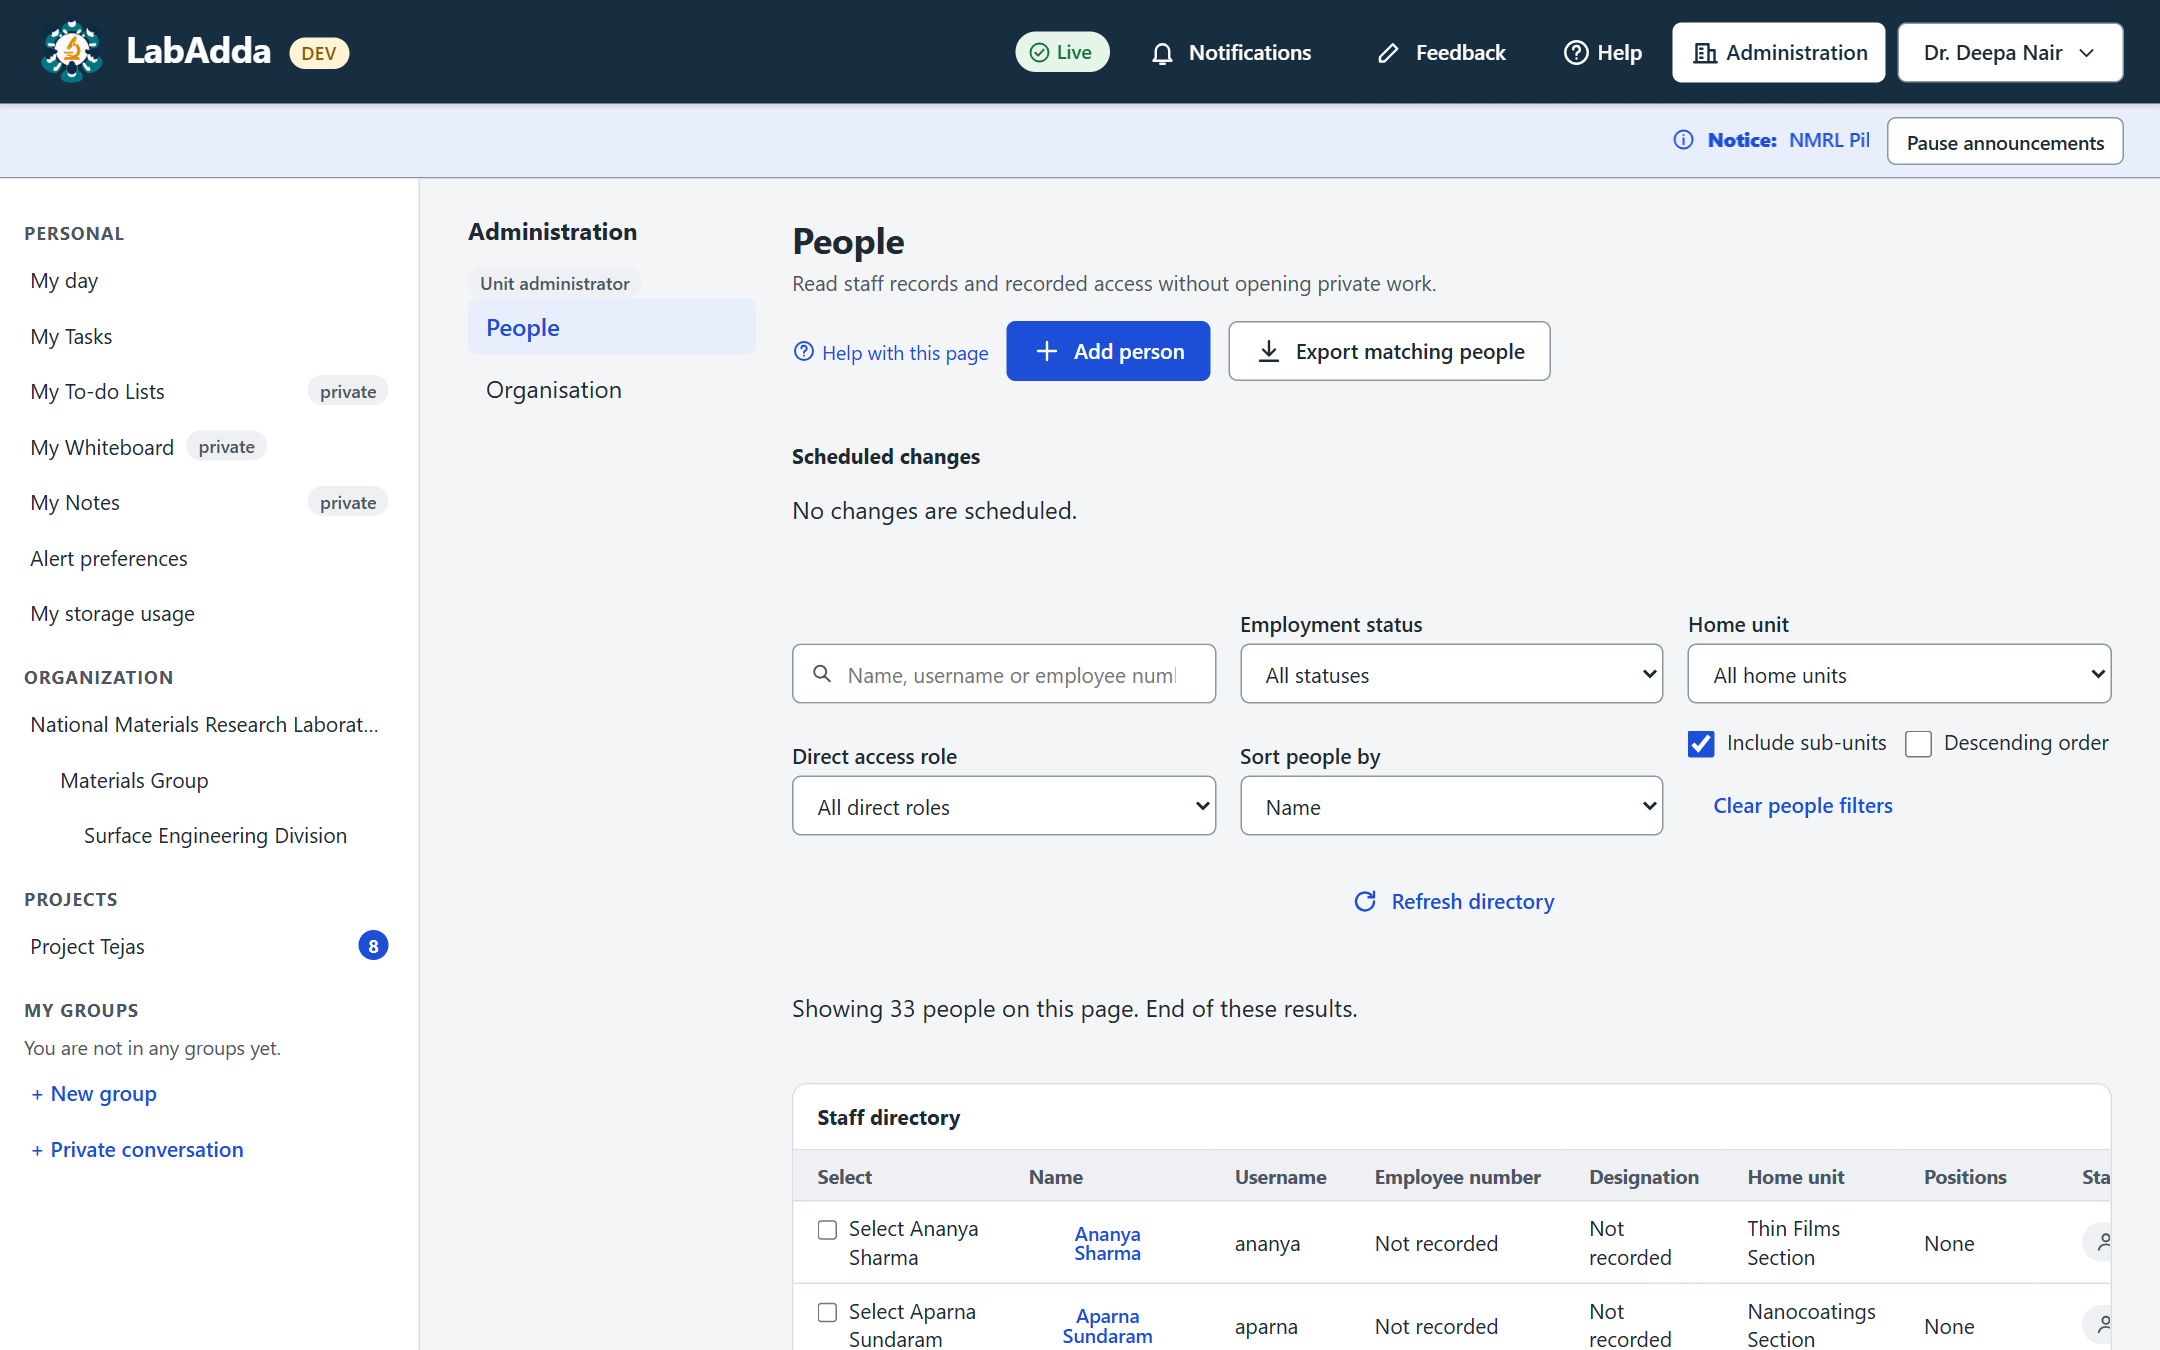 LabAdda DEV
Live
Notifications
Feedback
Help
Administration
Dr. Deepa Nair
Notice: NMRL Pil
Pause announcements
PERSONAL
My day
My Tasks
My To-do Lists private
My Whiteboard private
My Notes private
Alert preferences
My storage usage
ORGANIZATION
National Materials Research Laborat...
Materials Group
Surface Engineering Division
PROJECTS
Project Tejas 8
MY GROUPS
You are not in any groups yet.
+ New group
+ Private conversation
Administration
Unit administrator
People
Organisation
People
Read staff records and recorded access without opening private work.
Help with this page
Add person
Export matching people
Scheduled changes
No changes are scheduled.
Name, username or employee num
Employment status
All statuses
Home unit
All home units
Direct access role
All direct roles
Sort people by
Name
Include sub-units
Descending order
Clear people filters
Refresh directory
Showing 33 people on this page. End of these results.
Staff directory
Select Name Username Employee number Designation Home unit Positions Sta
Select Ananya Sharma Ananya Sharma ananya Not recorded Not recorded Thin Films Section None
Select Aparna Sundaram Aparna Sundaram aparna Not recorded Not recorded Nanocoatings Section None